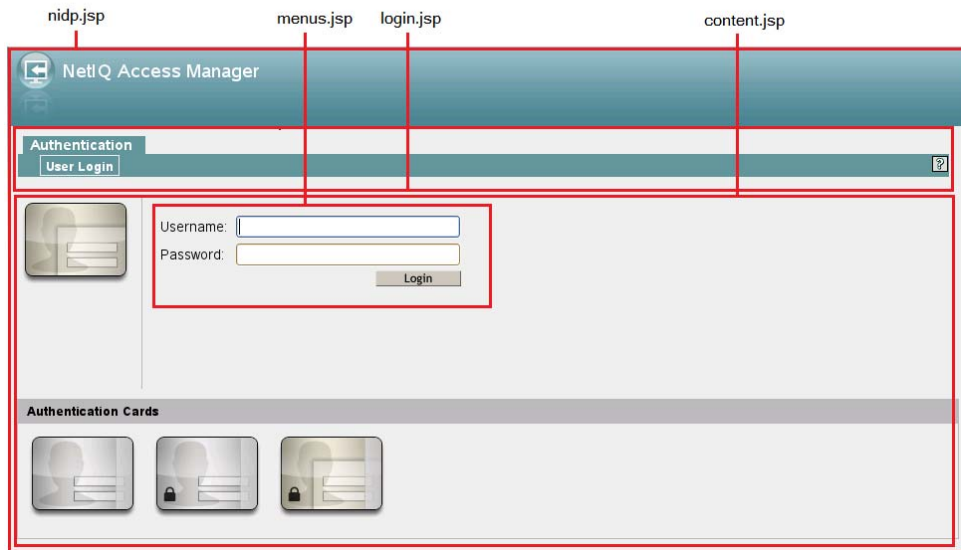 nidp.jsp menus.jsp login.jsp content.jsp
NetIQ Access Manager
Authentication
User Login ?
Username:
Password:
Login
Authentication Cards